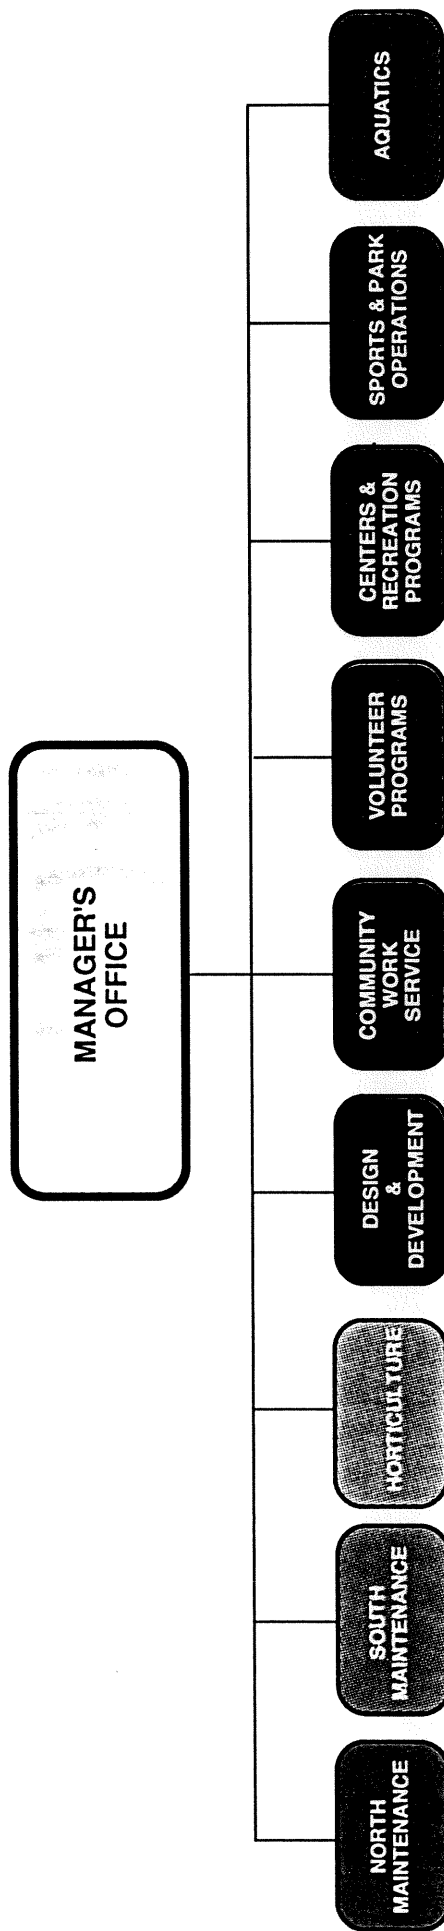 MANAGER'S
OFFICE
NORTH
MAINTENANCE
SOUTH
MAINTENANCE
HORTICULTURE
DESIGN
&
DEVELOPMENT
COMMUNITY
WORK
SERVICE
VOLUNTEER
PROGRAMS
CENTERS &
RECREATION
PROGRAMS
SPORTS & PARK
OPERATIONS
AQUATICS